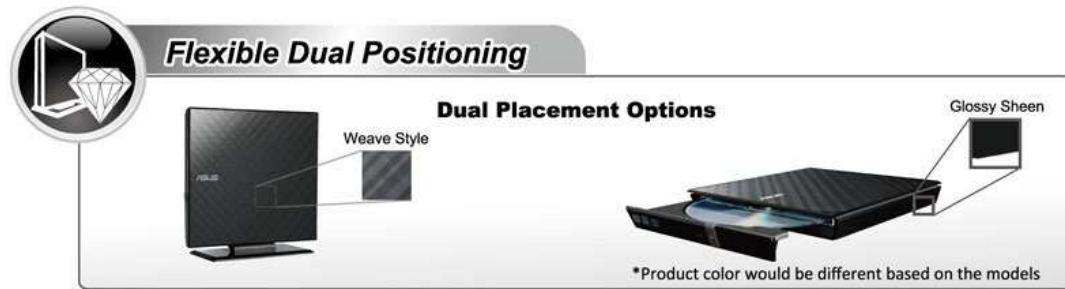 Flexible Dual Positioning
Dual Placement Options
Glossy Sheen
Weave Style
ASUS
*Product color would be different based on the models